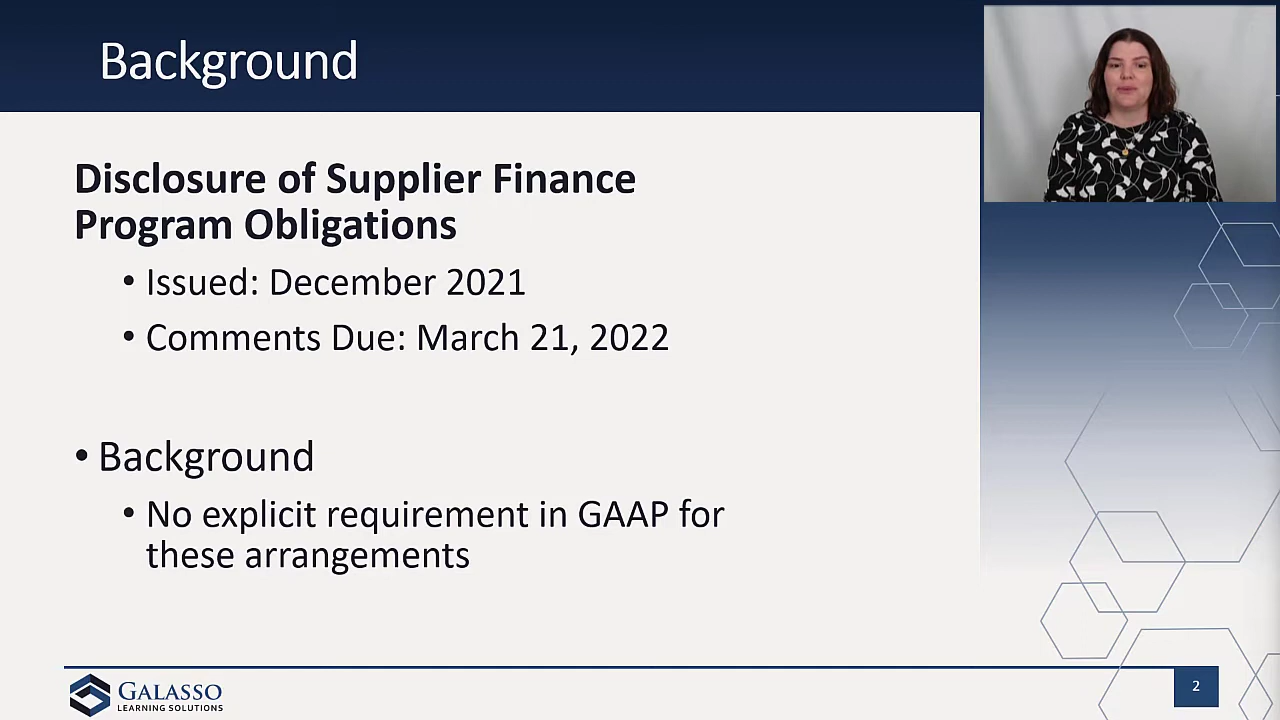 Background
Disclosure of Supplier Finance
Program Obligations
• Issued: December 2021
• Comments Due: March 21, 2022
• Background
• No explicit requirement in GAAP for
these arrangements
GALASSO
LEARNING SOLUTIONS
2